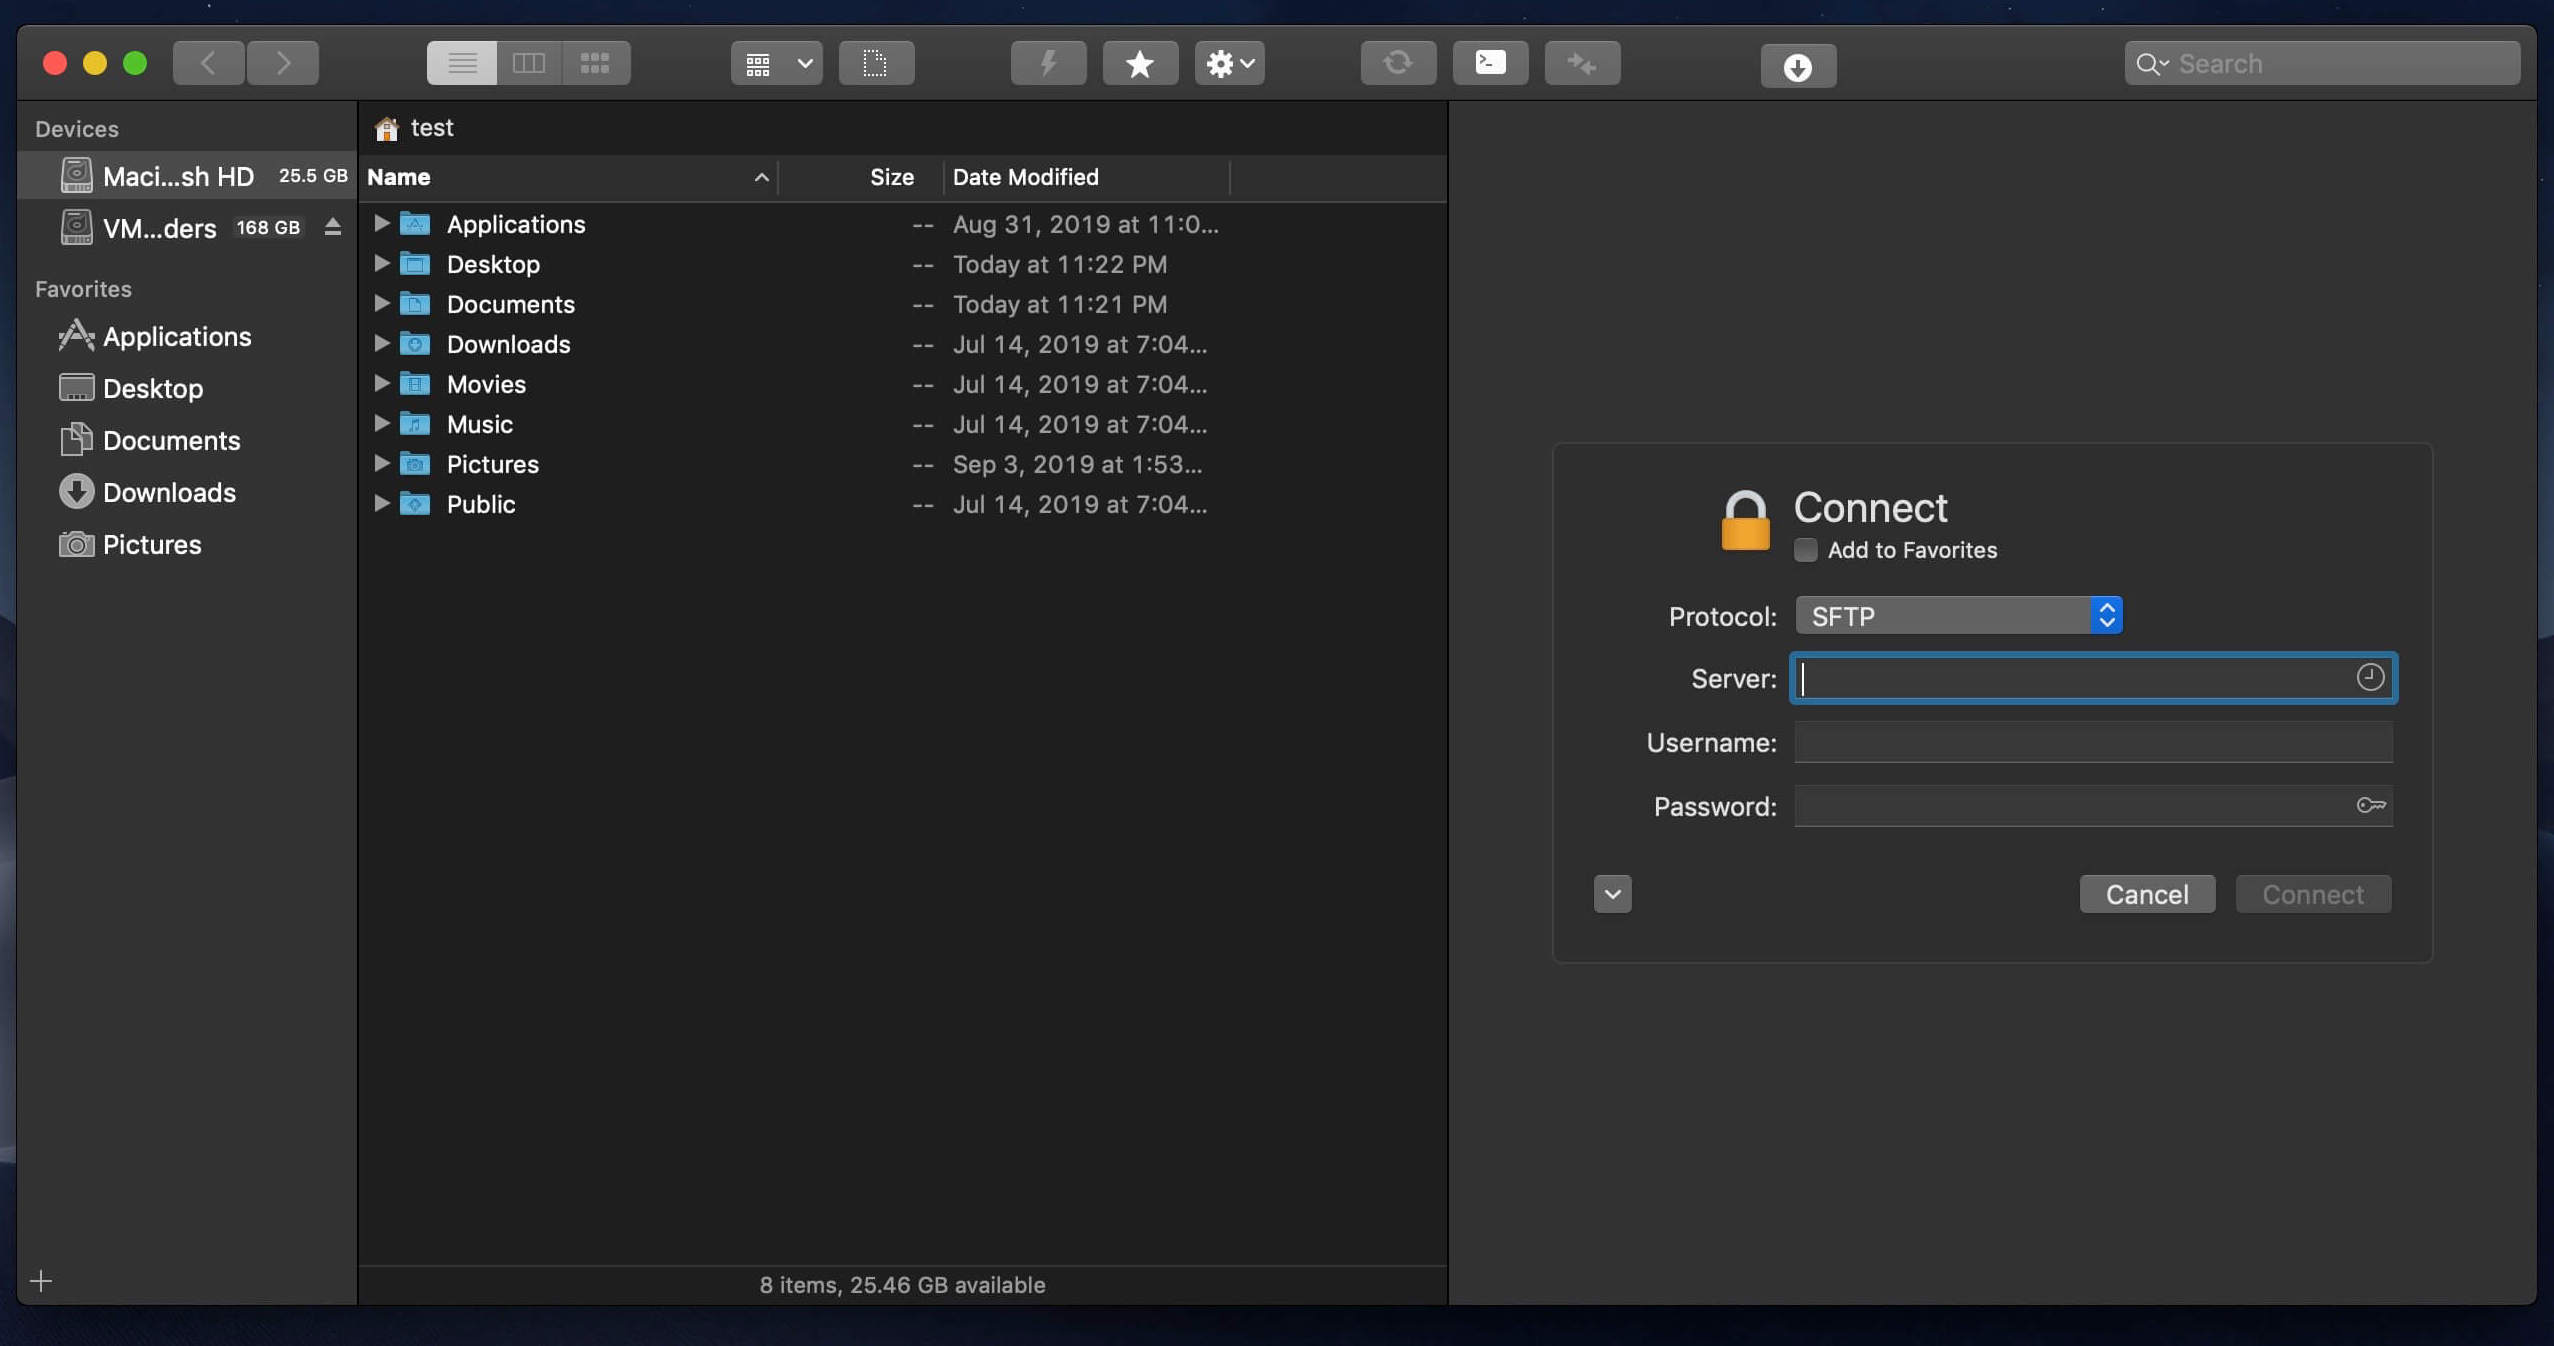 Search
Devices
Maci...sh HD 25.5 GB
VM...ders 168 GB
Favorites
Applications
Desktop
Documents
Downloads
Pictures
test
Name Size Date Modified
Applications -- Aug 31, 2019 at 11:0...
Desktop -- Today at 11:22 PM
Documents -- Today at 11:21 PM
Downloads -- Jul 14, 2019 at 7:04...
Movies -- Jul 14, 2019 at 7:04...
Music -- Jul 14, 2019 at 7:04...
Pictures -- Sep 3, 2019 at 1:53...
Public -- Jul 14, 2019 at 7:04...
8 items, 25.46 GB available
Connect
Add to Favorites
Protocol: SFTP
Server:
Username:
Password:
Cancel Connect